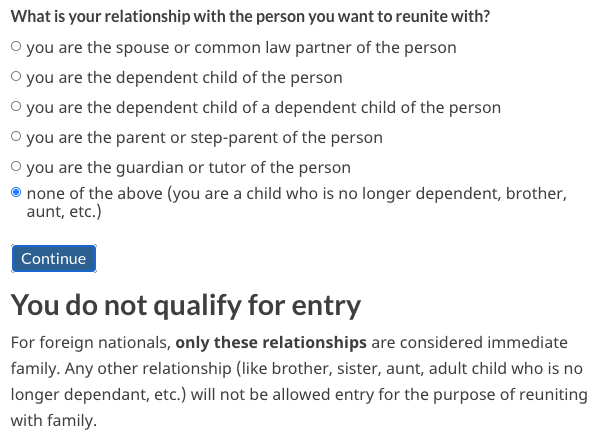 What is your relationship with the person you want to reunite with?
you are the spouse or common law partner of the person
you are the dependent child of the person
you are the dependent child of a dependent child of the person
you are the parent or step-parent of the person
you are the guardian or tutor of the person
none of the above (you are a child who is no longer dependent, brother,
aunt, etc.)
Continue
You do not qualify for entry
For foreign nationals, only these relationships are considered immediate
family. Any other relationship (like brother, sister, aunt, adult child who is no
longer dependant, etc.) will not be allowed entry for the purpose of reuniting
with family.